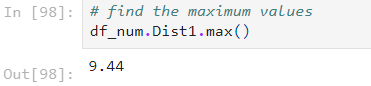 In [98]: # find the maximum values
df_num.Dist1.max()
Out[98]: 9.44